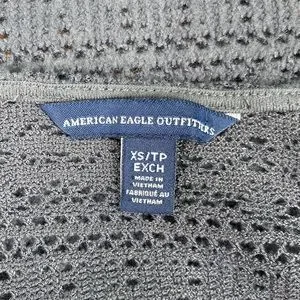 AMERICAN EAGLE OUTFITTERS
XS/TP
EXCH
MADE IN
VIETNAM
FABRIQUÉ AU
VIETNAM